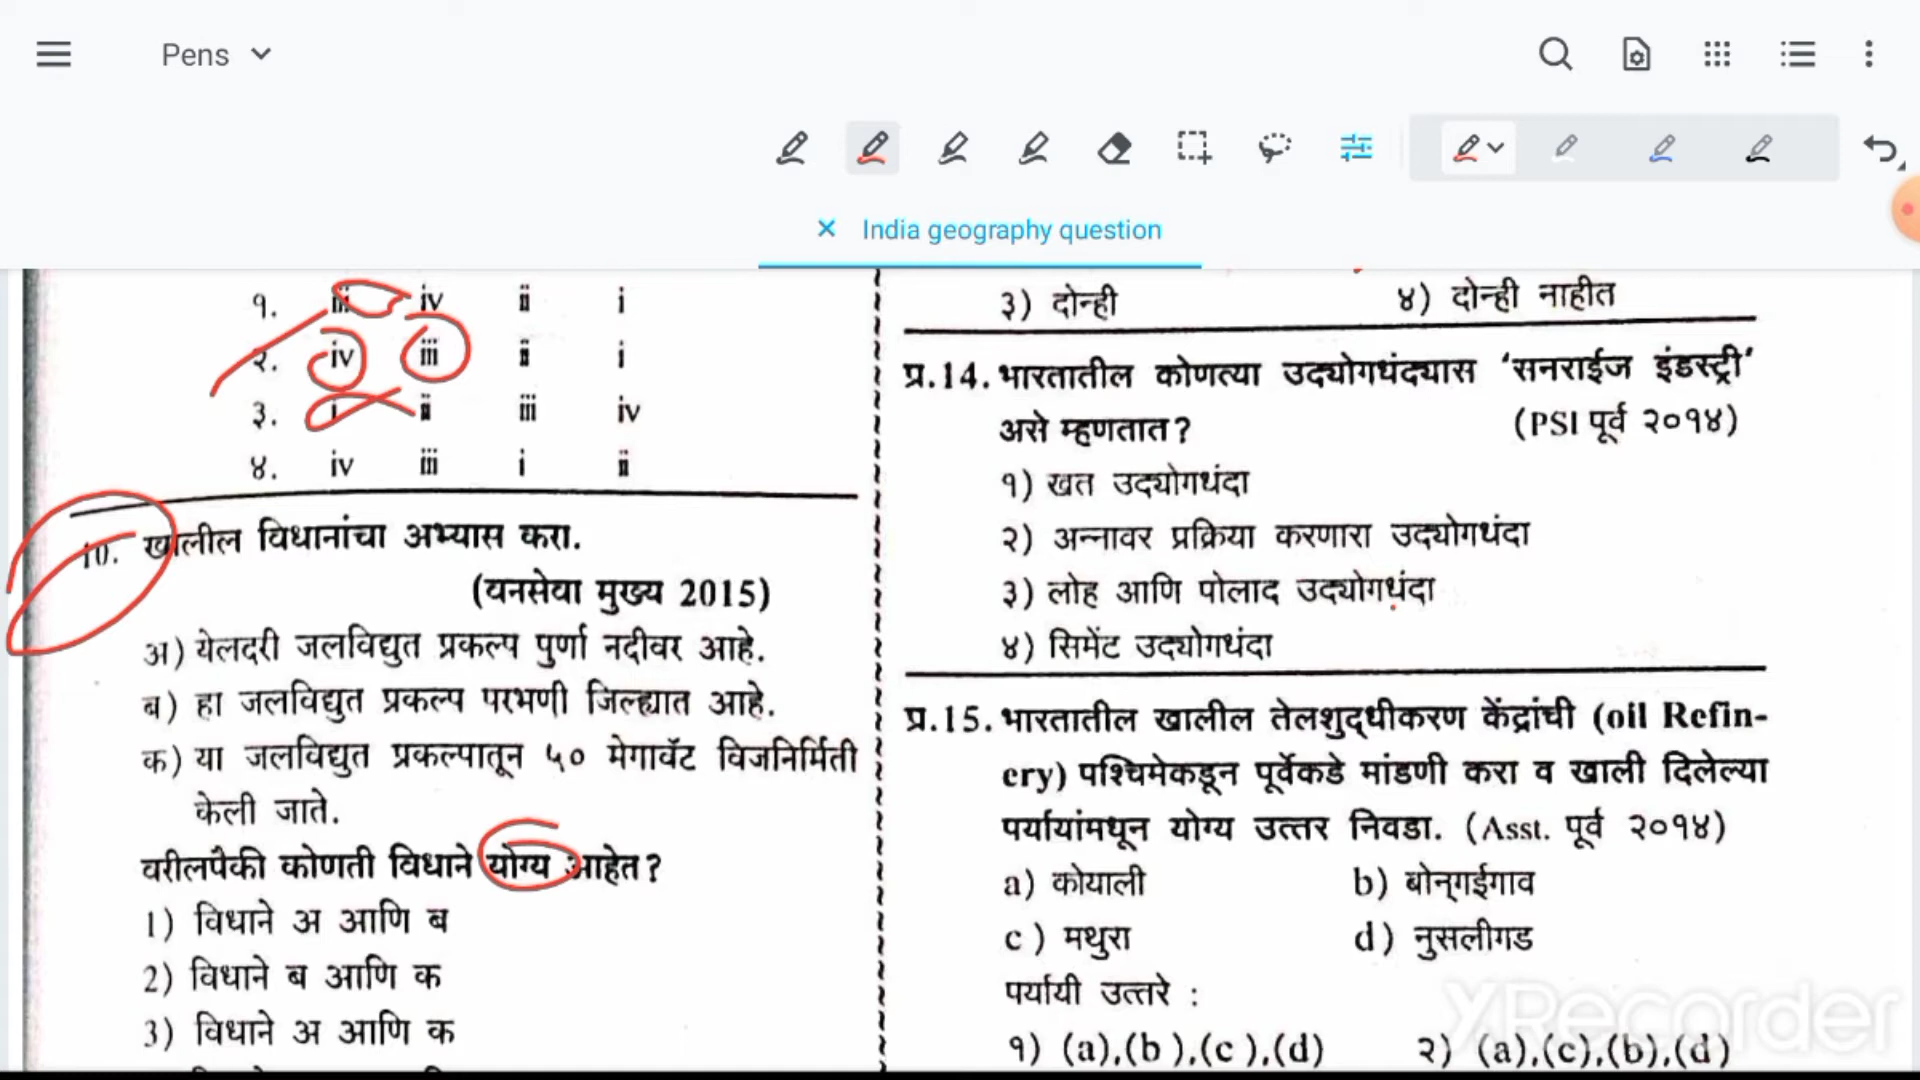 Pens
India geography question
१. iii iv ii i
२. iv iii ii i
३. i ii iii iv
४. iv iii i ii
10. खालील विधानांचा अभ्यास करा.
(वनसेवा मुख्य 2015)
अ) येलदरी जलविद्युत प्रकल्प पुर्णा नदीवर आहे.
ब) हा जलविद्युत प्रकल्प परभणी जिल्ह्यात आहे.
क) या जलविद्युत प्रकल्पातून ५० मेगावॅट विजनिर्मिती
केली जाते.
वरीलपैकी कोणती विधाने योग्य आहेत?
1) विधाने अ आणि ब
2) विधाने ब आणि क
3) विधाने अ आणि क
३) दोन्ही ४) दोन्ही नाहीत
प्र.14. भारतातील कोणत्या उद्योगधंद्यास 'सनराईज इंडस्ट्री'
असे म्हणतात? (PSI पूर्व २०१४)
१) खत उद्योगधंदा
२) अन्नावर प्रक्रिया करणारा उद्योगधंदा
३) लोह आणि पोलाद उद्योगधंदा
४) सिमेंट उद्योगधंदा
प्र.15. भारतातील खालील तेलशुद्धीकरण केंद्रांची (oil Refin-
ery) पश्चिमेकडून पूर्वेकडे मांडणी करा व खाली दिलेल्या
पर्यायांमधून योग्य उत्तर निवडा. (Asst. पूर्व २०१४)
a) कोयाली b) बोन्गईगाव
c ) मथुरा d) नुसलीगड
पर्यायी उत्तरे :
१) (a),(b ),(c ),(d) २) (a),(c),(b),(d)
XRecorder